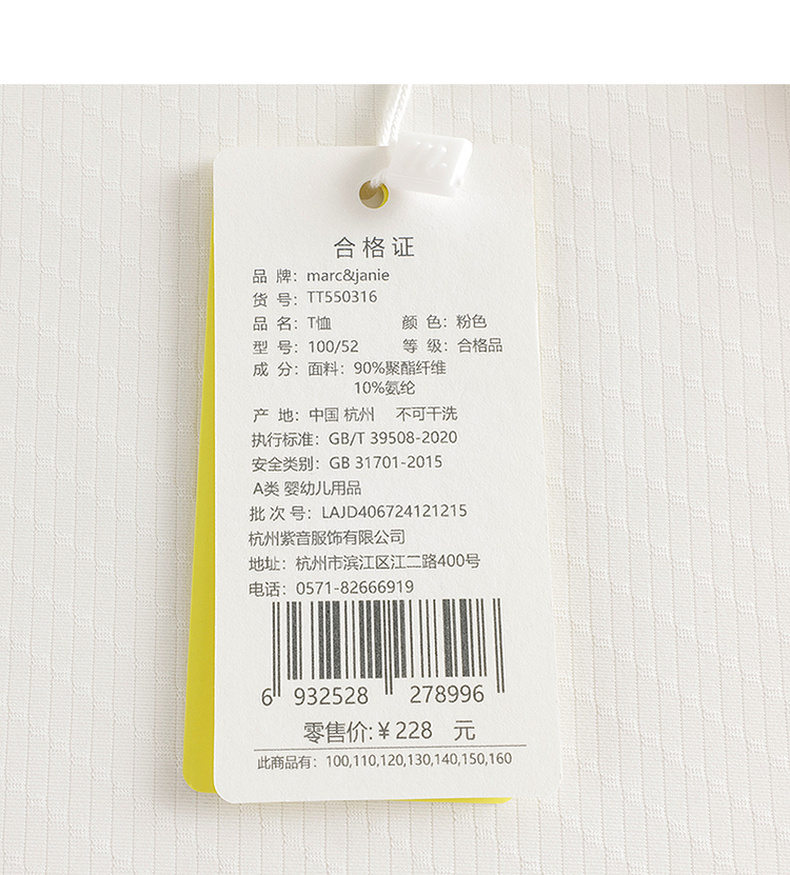 合格证
品 牌：marc&janie
货 号：TT550316
品 名：T恤 颜 色：粉色
型 号：100/52 等 级：合格品
成 分：面料：90%聚酯纤维
10%氨纶
产 地：中国 杭州 不可干洗
执行标准：GB/T 39508-2020
安全类别：GB 31701-2015
A类 婴幼儿用品
批 次 号：LAJD406724121215
杭州紫音服饰有限公司
地址：杭州市滨江区江二路400号
电话：0571-82666919
6 932528 278996
零售价:￥228 元
此商品有：100,110,120,130,140,150,160